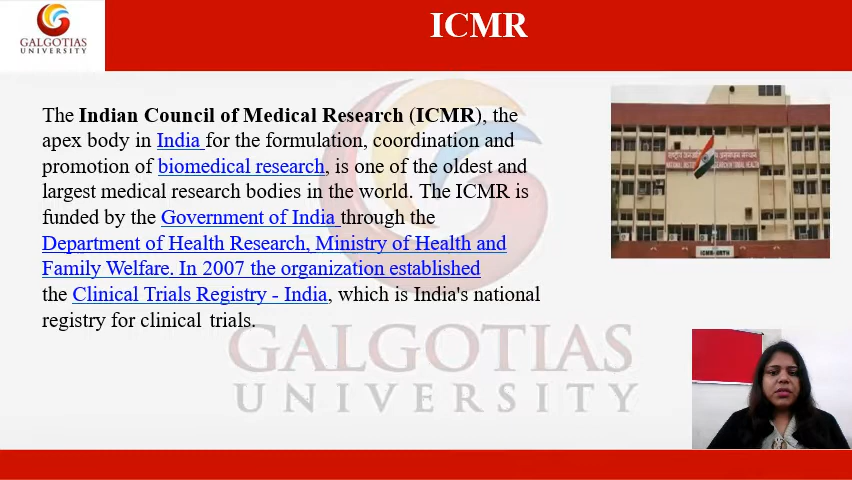 GALGOTIAS
UNIVERSITY
ICMR
The Indian Council of Medical Research (ICMR), the
apex body in India for the formulation, coordination and
promotion of biomedical research, is one of the oldest and
largest medical research bodies in the world. The ICMR is
funded by the Government of India through the
Department of Health Research, Ministry of Health and
Family Welfare. In 2007 the organization established
the Clinical Trials Registry - India, which is India's national
registry for clinical trials.
GALGOTIAS
UNIVERSITY